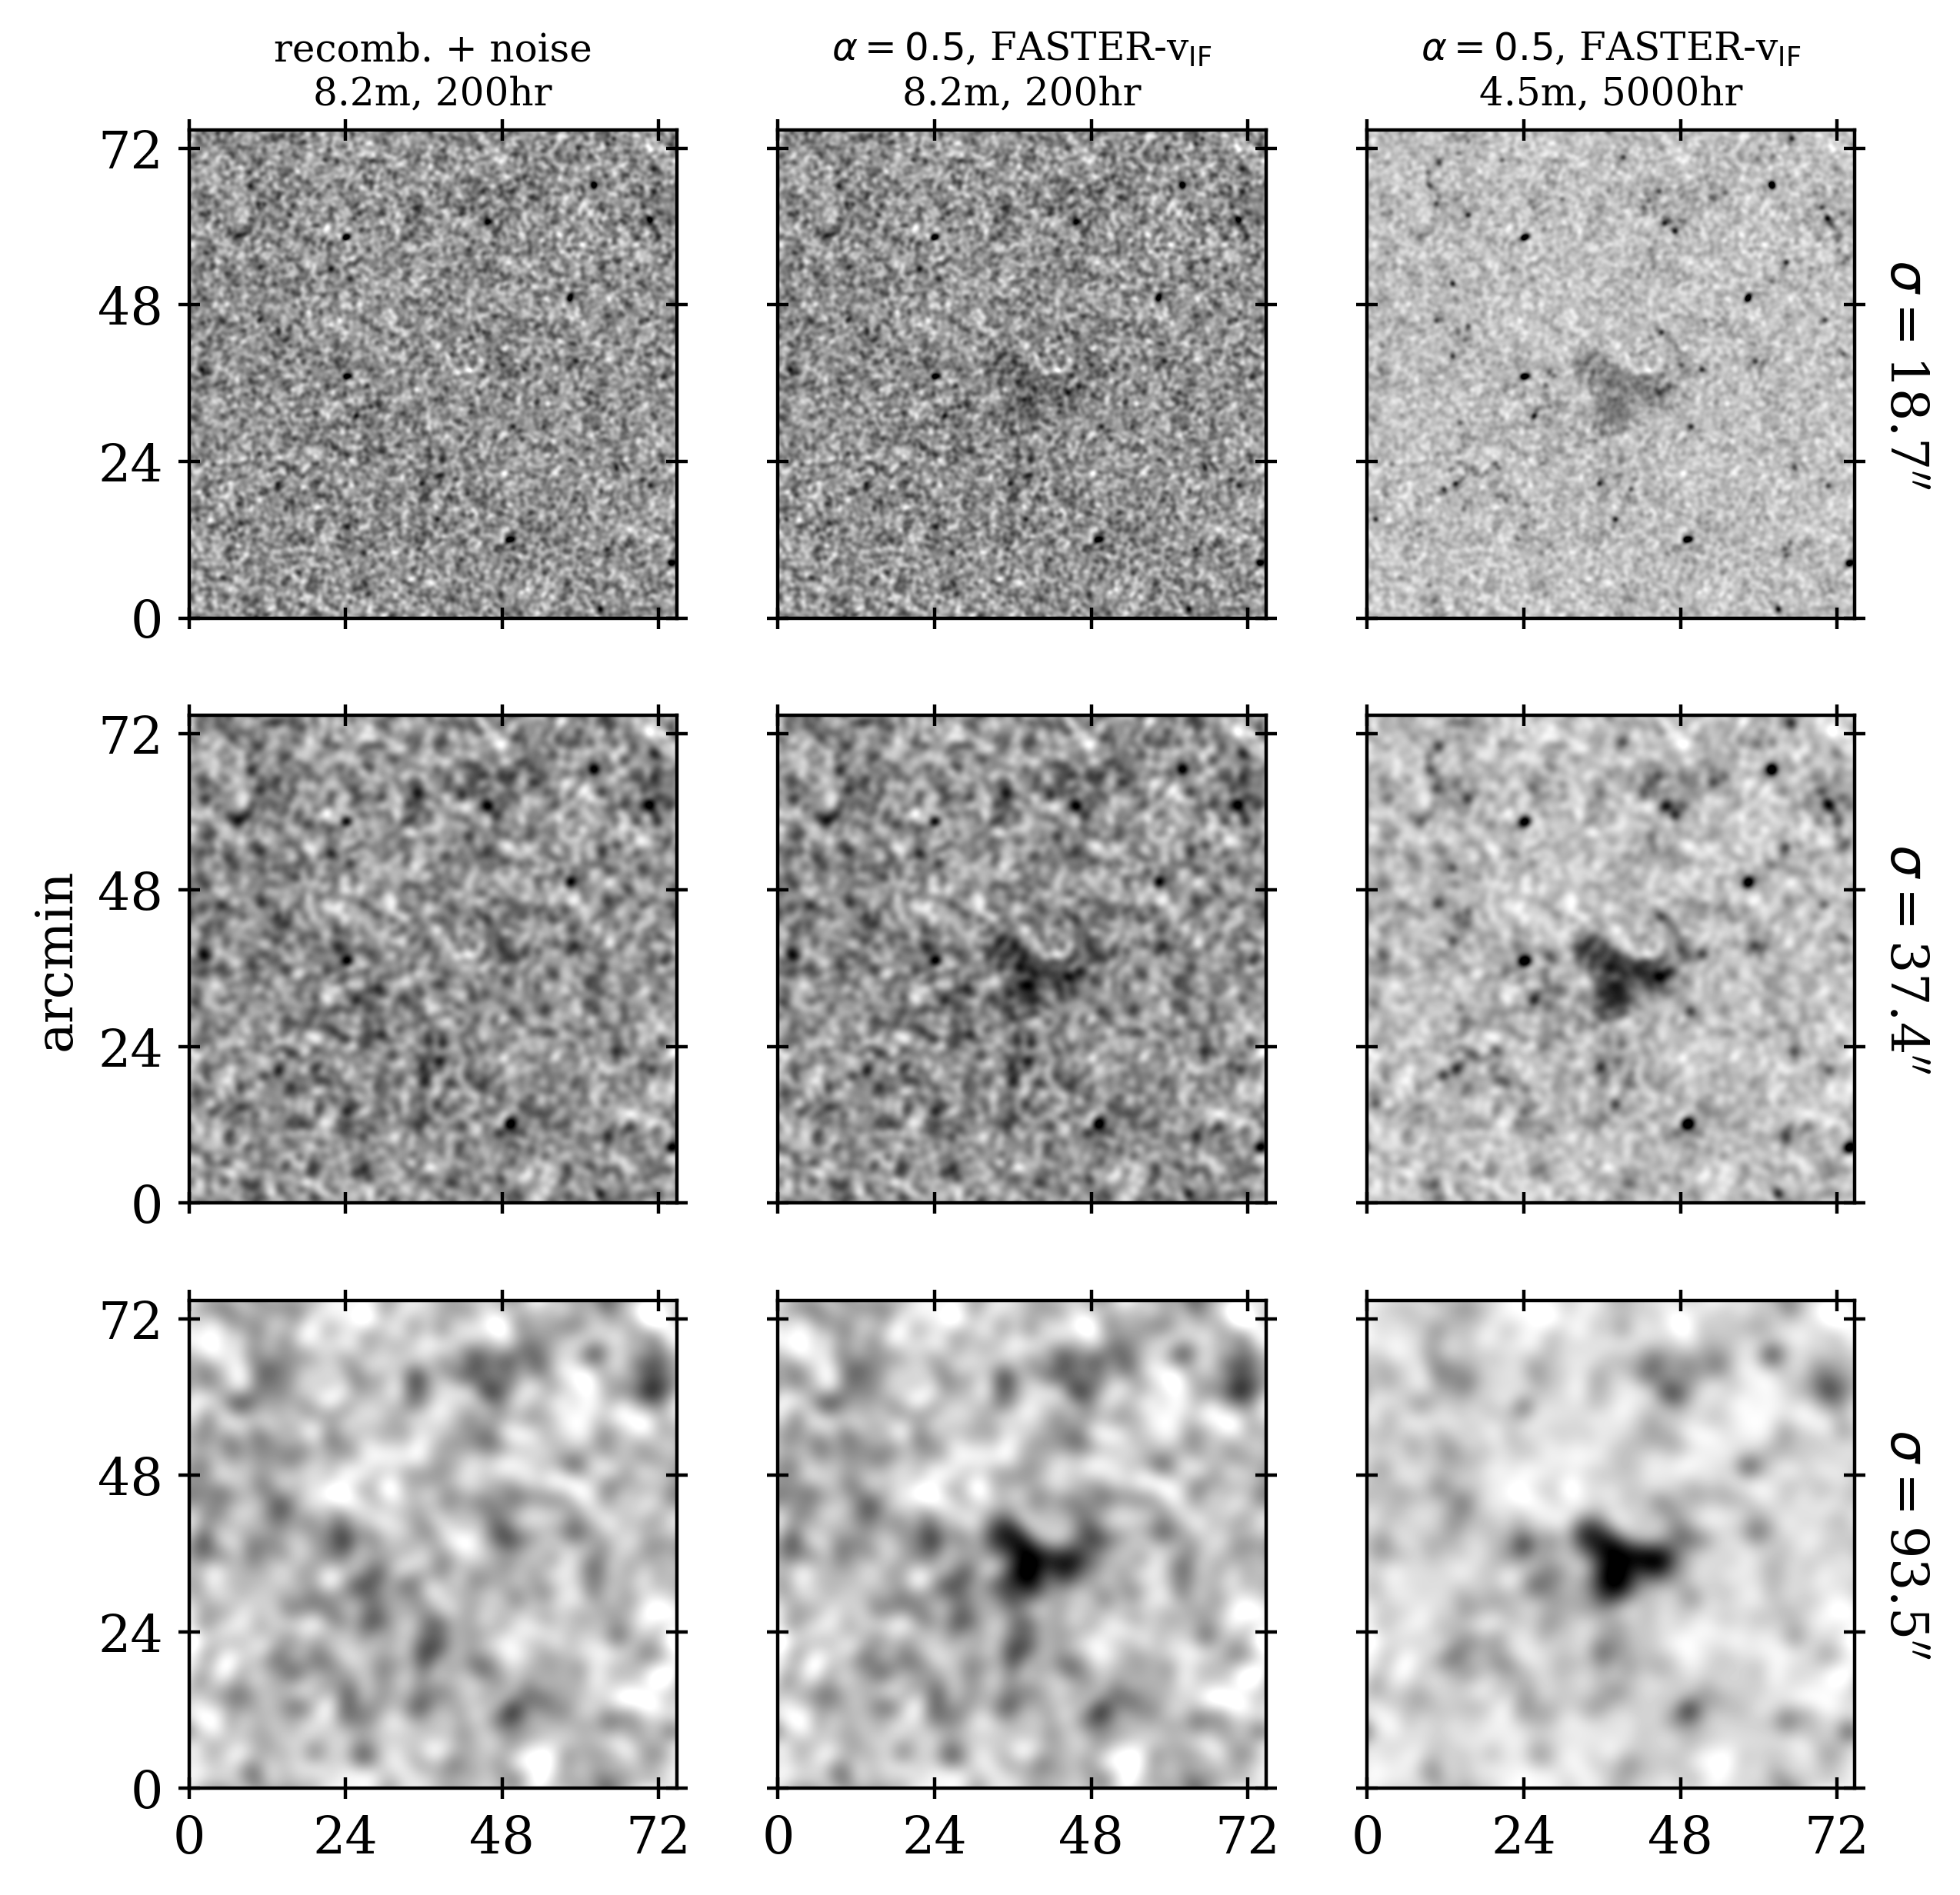 recomb. + noise
8.2m, 200hr
α = 0.5, FASTER-vIF
8.2m, 200hr
α = 0.5, FASTER-vIF
4.5m, 5000hr
72
48
24
0
σ = 18.7″
72
48
24
0
arcmin
σ = 37.4″
72
48
24
0
σ = 93.5″
0 24 48 72
0 24 48 72
0 24 48 72